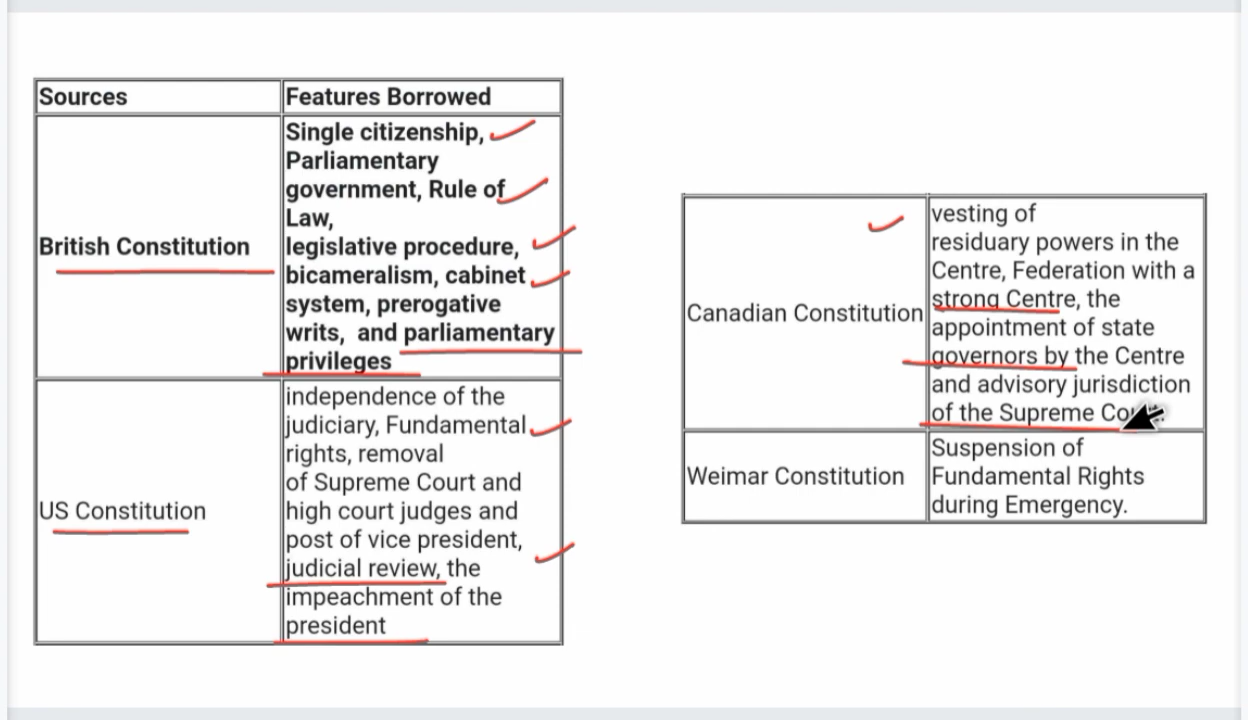 Sources
Features Borrowed
British Constitution
Single citizenship,
Parliamentary
government, Rule of
Law,
legislative procedure,
bicameralism, cabinet
system, prerogative
writs, and parliamentary
privileges
US Constitution
independence of the
judiciary, Fundamental
rights, removal
of Supreme Court and
high court judges and
post of vice president,
judicial review, the
impeachment of the
president
Canadian Constitution
vesting of
residuary powers in the
Centre, Federation with a
strong Centre, the
appointment of state
governors by the Centre
and advisory jurisdiction
of the Supreme
Weimar Constitution
Suspension of
Fundamental Rights
during Emergency.